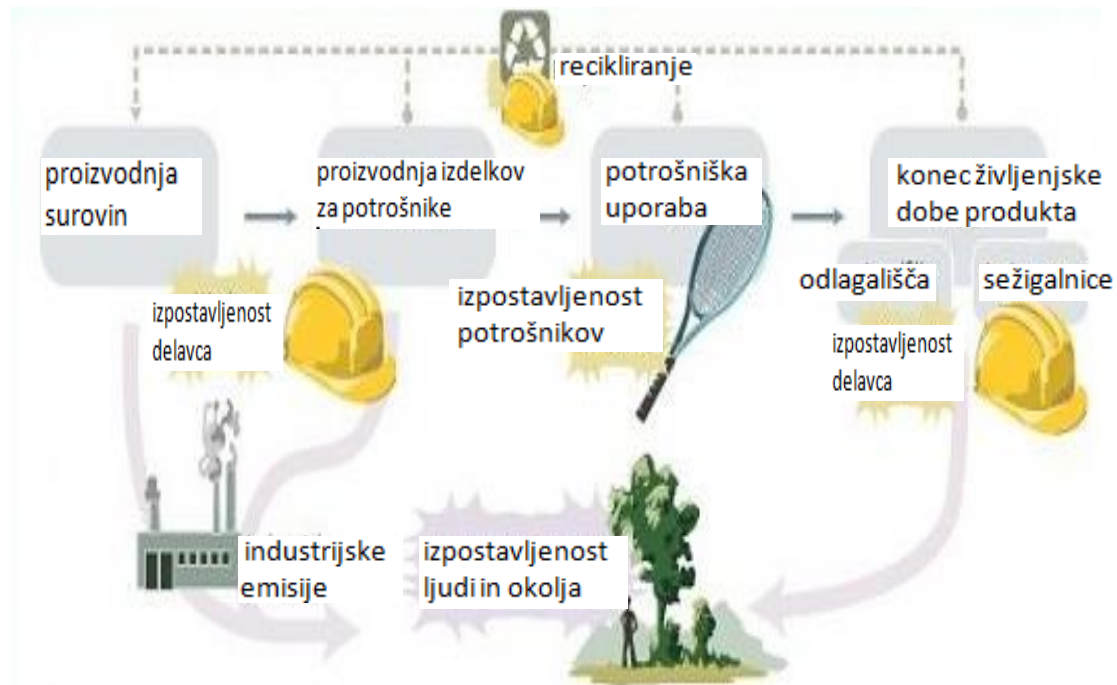 recikliranje
proizvodnja
surovin
proizvodnja izdelkov
za potrošnike
potrošniška
uporaba
konec življenjske
dobe produkta
odlagališča
sežigalnice
izpostavljenost
delavca
izpostavljenost
potrošnikov
izpostavljenost
delavca
industrijske
emisije
izpostavljenost
ljudi in okolja